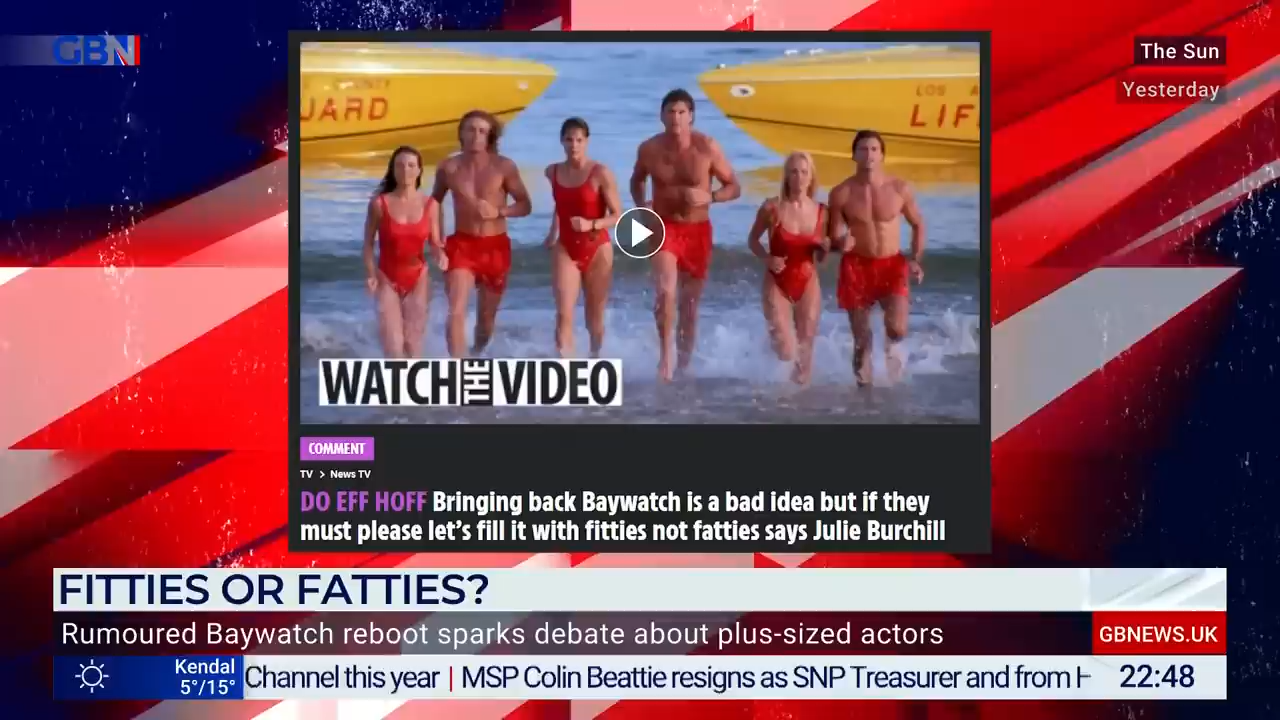 GBN
The Sun
Yesterday
UARD
LOS A
LIF
WATCH THE VIDEO
COMMENT
TV > News TV
DO EFF HOFF Bringing back Baywatch is a bad idea but if they
must please let's fill it with fitties not fatties says Julie Burchill
FITTIES OR FATTIES?
Rumoured Baywatch reboot sparks debate about plus-sized actors
GBNEWS.UK
Kendal
5°/15°
Channel this year | MSP Colin Beattie resigns as SNP Treasurer and from
22:48